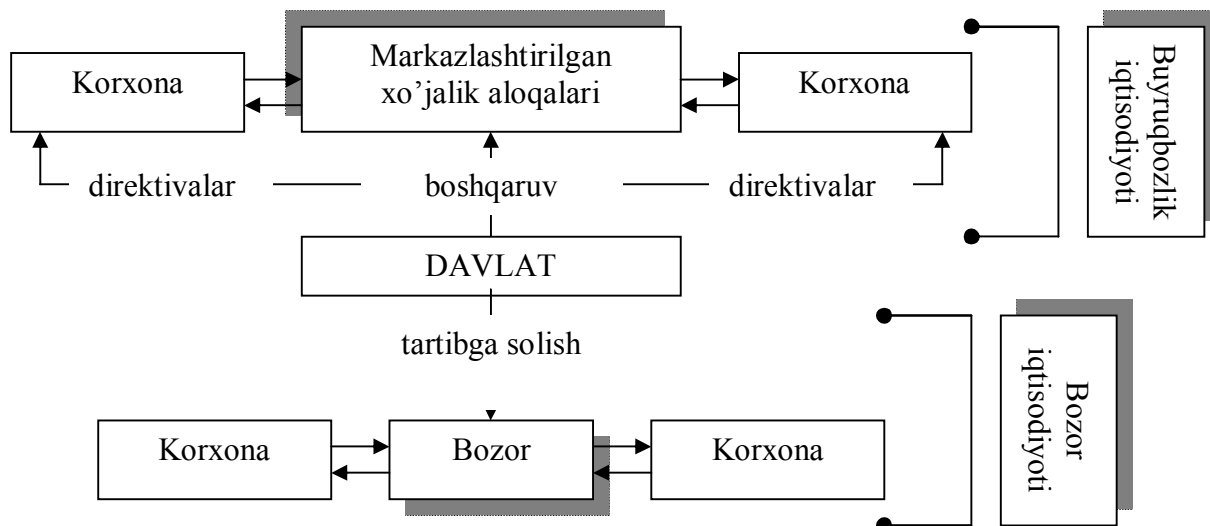 Korxona
Markazlashtirilgan
xo’jalik aloqalari
Korxona
Buyruqbozlik
iqtisodiyoti
direktivalar
boshqaruv
direktivalar
DAVLAT
tartibga solish
Bozor
iqtisodiyoti
Korxona
Bozor
Korxona